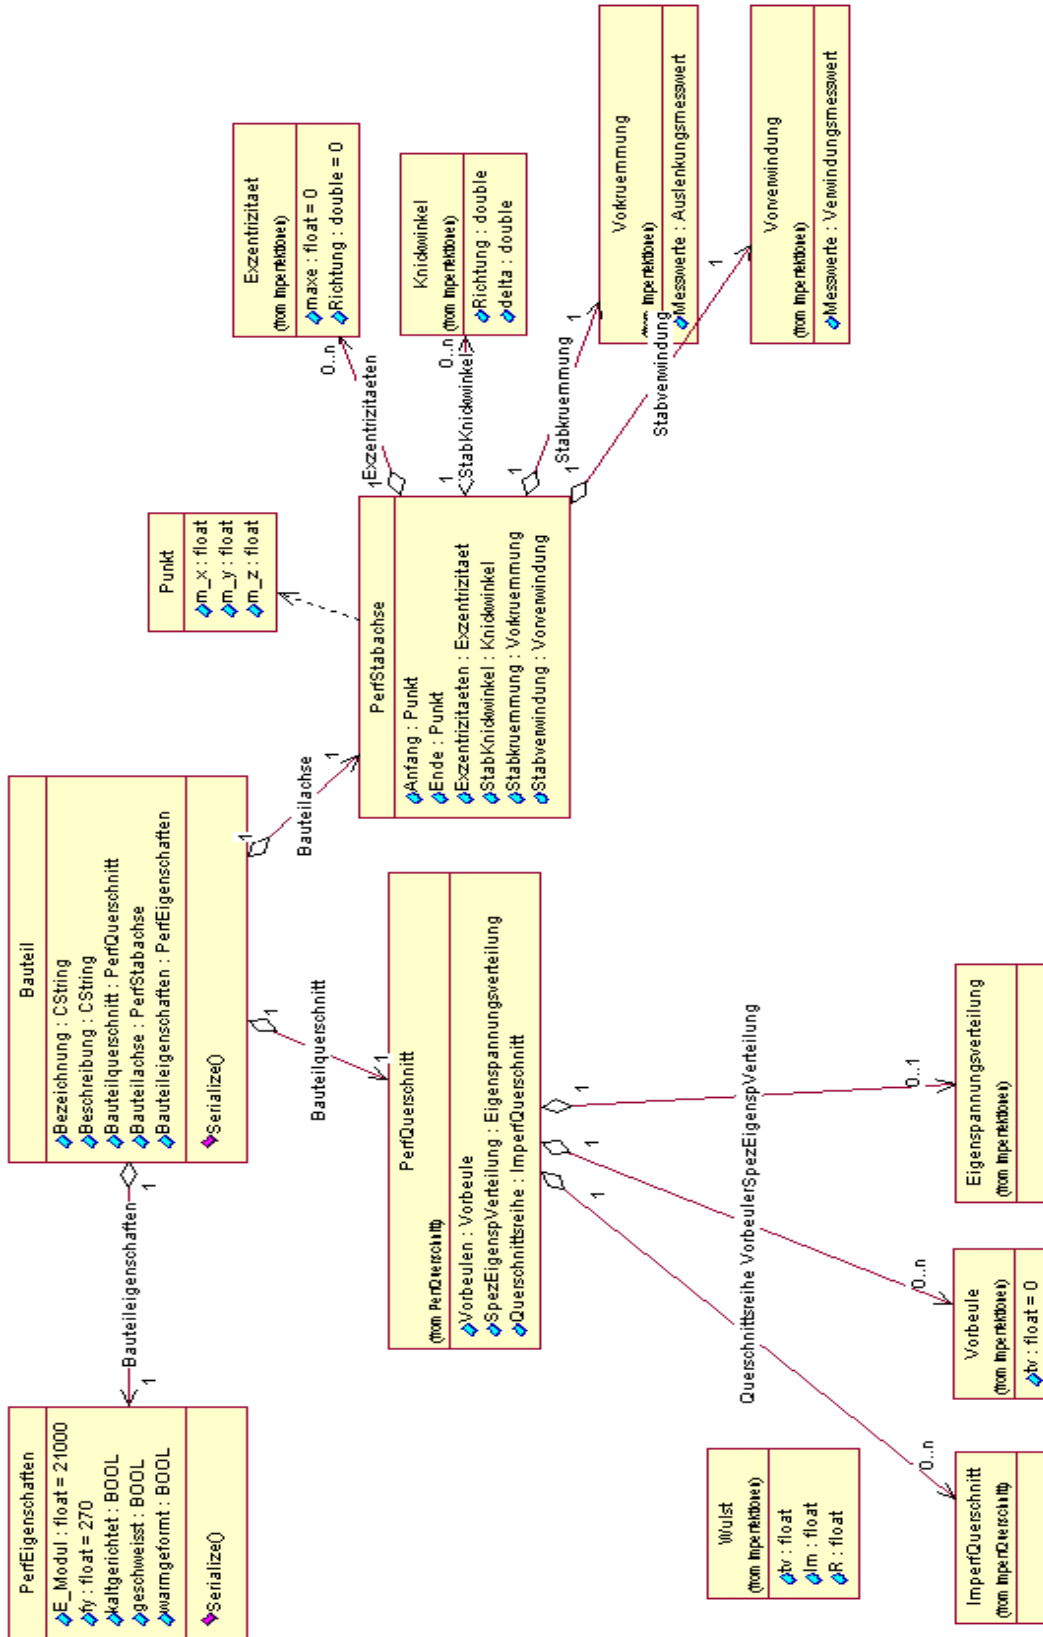 PerfEigenschaften
E_Modul : float = 21000
fy : float = 270
kaltgerichtet : BOOL
geschweisst : BOOL
warmgeformt : BOOL
Serialize()
1
Bauteileigenschaften
1
Bauteil
Bezeichnung : CString
Beschreibung : CString
Bauteilquerschnitt : PerfQuerschnitt
Bauteilachse : PerfStabachse
Bauteileigenschaften : PerfEigenschaften
Serialize()
1
Bauteilquerschnitt
1
1
Bauteilachse
1
Punkt
m_x : float
m_y : float
m_z : float
PerfStabachse
Anfang : Punkt
Ende : Punkt
Exzentrizitaeten : Exzentrizitaet
StabKnickwinkel : Knickwinkel
Stabkruemmung : Vorkruemmung
Stabverwindung : Vorverwindung
1
Exzentrizitaeten
0..n
Exzentrizitaet
(from Imperfektionen)
maxe : float = 0
Richtung : double = 0
1
StabKnickwinkel
0..n
Knickwinkel
(from Imperfektionen)
Richtung : double
delta : double
1
Stabkruemmung
1
Vorkruemmung
(from Imperfektionen)
Messwerte : Auslenkungsmesswert
1
Stabverwindung
1
Vorverwindung
(from Imperfektionen)
Messwerte : Verwindungsmesswert
PerfQuerschnitt
(from PerfQuerschnitt)
Vorbeulen : Vorbeule
SpezEigenspVerteilung : Eigenspannungsverteilung
Querschnittsreihe : ImperfQuerschnitt
1
1
1
Querschnittsreihe
Vorbeuler
SpezEigenspVerteilung
0..n
0..n
0..1
Wulst
(from Imperfektionen)
tv : float
lm : float
R : float
ImperfQuerschnitt
(from ImperfQuerschnitt)
Vorbeule
(from Imperfektionen)
tv : float = 0
Eigenspannungsverteilung
(from Imperfektionen)